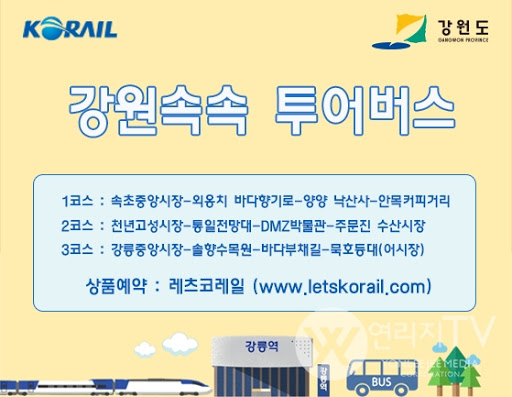 KORAIL
강원도
GANGWON PROVINCE
강원속속 투어버스
1코스 : 속초중앙시장-외옹치 바다향기로-양양 낙산사-안목커피거리
2코스 : 천년고성시장-통일전망대-DMZ박물관-주문진 수산시장
3코스 : 강릉중앙시장-솔향수목원-바다부채길-묵호등대(어시장)
상품예약 : 레츠코레일 (www.letskorail.com)
강릉역
강릉역
BUS
연리지TV